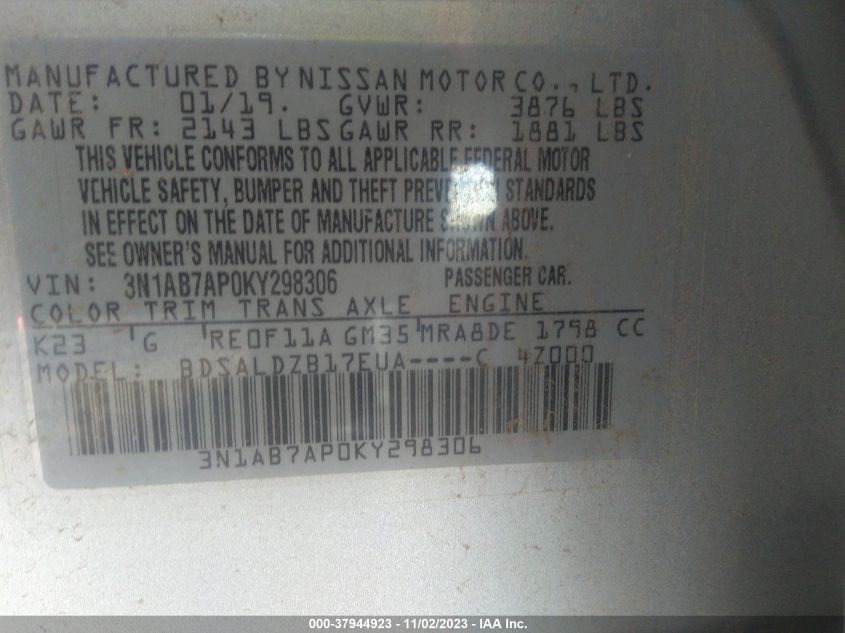 MANUFACTURED BY NISSAN MOTOR CO., LTD.
DATE: 01/19. GVWR: 3876 LBS
GAWR FR: 2143 LBS GAWR RR: 1881 LBS
THIS VEHICLE CONFORMS TO ALL APPLICABLE FEDERAL MOTOR
VEHICLE SAFETY, BUMPER AND THEFT PREVENTION STANDARDS
IN EFFECT ON THE DATE OF MANUFACTURE SHOWN ABOVE.
SEE OWNER'S MANUAL FOR ADDITIONAL INFORMATION.
VIN: 3N1AB7AP0KY298306 PASSENGER CAR.
COLOR TRIM TRANS AXLE ENGINE
K23 G RE0F11A GM35 MRA8DE 1798 CC
MODEL: BDSALDZB17EUA----C 4Z000
3N1AB7AP0KY298306
000-37944923 - 11/02/2023 - IAA Inc.